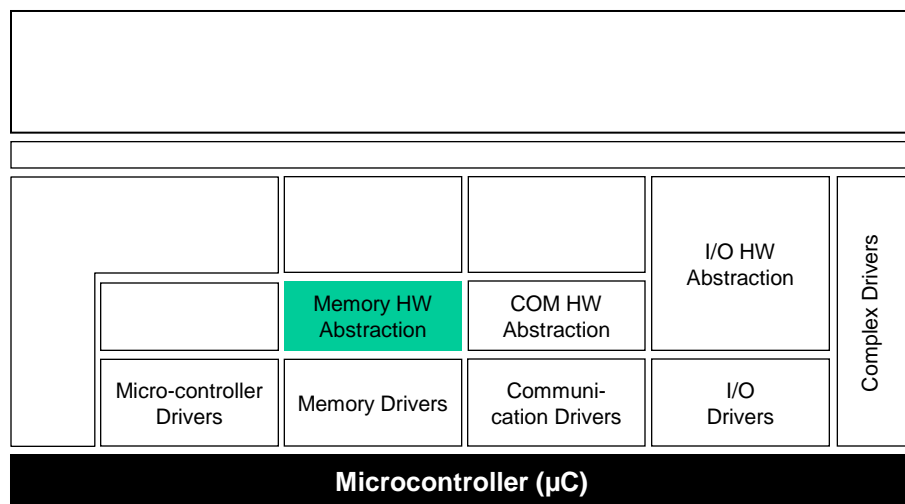 I/O HW
Abstraction
Complex Drivers
Memory HW
Abstraction
COM HW
Abstraction
Micro-controller
Drivers
Memory Drivers
Communi-
cation Drivers
I/O
Drivers
Microcontroller (µC)